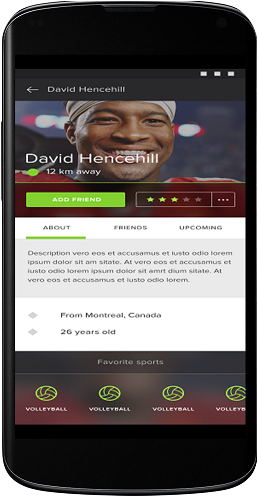 David Hencehill
David Hencehill
12 km away
ADD FRIEND
ABOUT FRIENDS UPCOMING
Description vero eos et accusamus et iusto odio lorem
ipsum dolor sit am sitate. At vero eos et accusamus et
iusto odio lorem ipsum dolor sit amrt dium sitate. At
vero et accusamus et iusto odio dignissimos ducimus.
From Montreal, Canada
26 years old
Favorite sports
VOLLEYBALL VOLLEYBALL VOLLEYBALL VOLLEYB